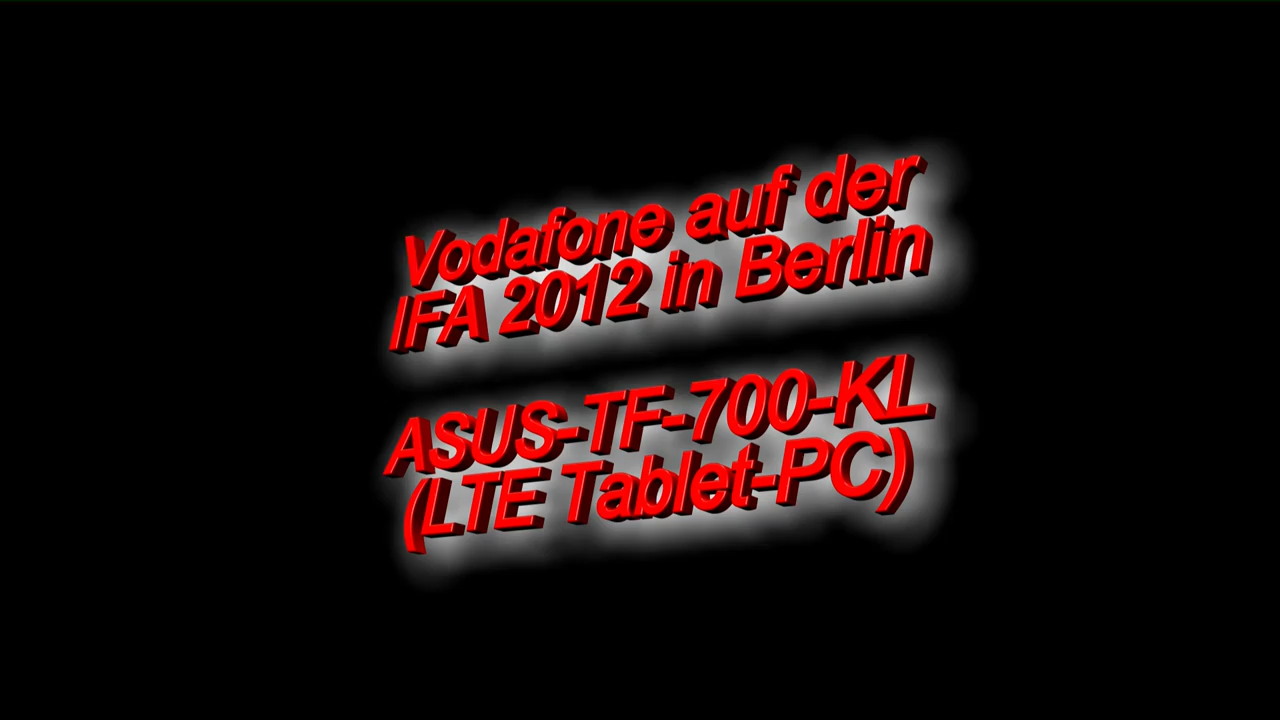 Vodafone auf der
IFA 2012 in Berlin
ASUS-TF-700-KL
(LTE Tablet-PC)